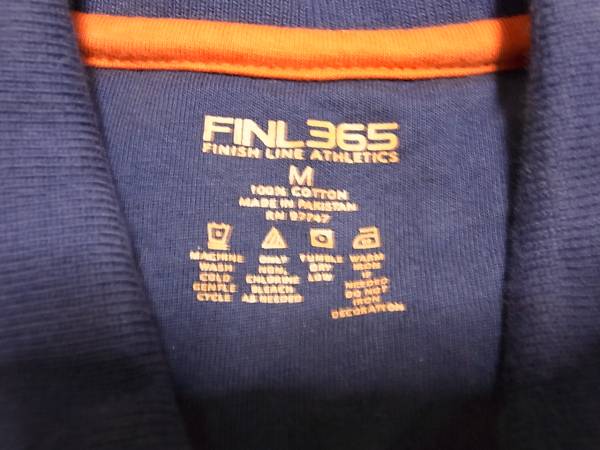 FINL365
FINISH LINE ATHLETICS
M
100% COTTON
MADE IN PAKISTAN
RN 97747
MACHINE
WASH
COLD
GENTLE
CYCLE
ONLY
NON.
CHLORINE
BLEACH
AS NEEDED
TUMBLE
DRY
LOW
WARM
IRON
IF
NEEDED
DO NOT
IRON
DECORATION